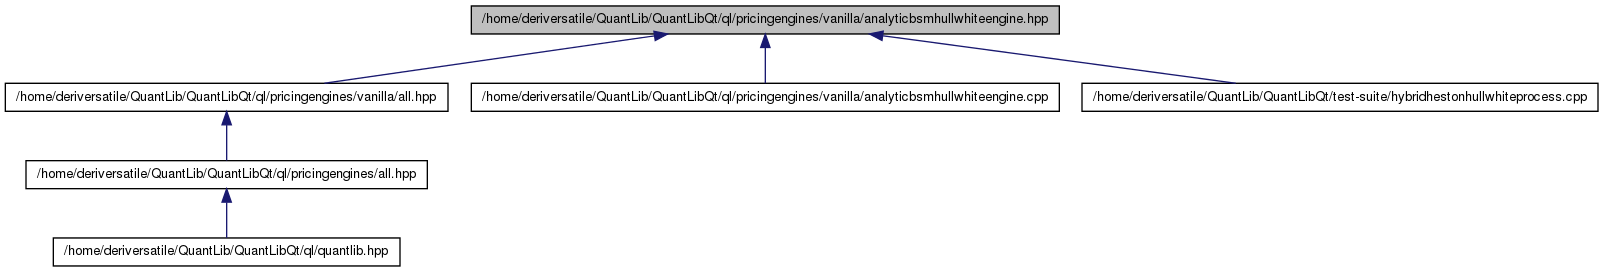 /home/deriversatile/QuantLib/QuantLibQt/ql/pricingengines/vanilla/analyticbsmhullwhiteengine.hpp
/home/deriversatile/QuantLib/QuantLibQt/ql/pricingengines/vanilla/all.hpp
/home/deriversatile/QuantLib/QuantLibQt/ql/pricingengines/vanilla/analyticbsmhullwhiteengine.cpp
/home/deriversatile/QuantLib/QuantLibQt/test-suite/hybridhestonhullwhiteprocess.cpp
/home/deriversatile/QuantLib/QuantLibQt/ql/pricingengines/all.hpp
/home/deriversatile/QuantLib/QuantLibQt/ql/quantlib.hpp